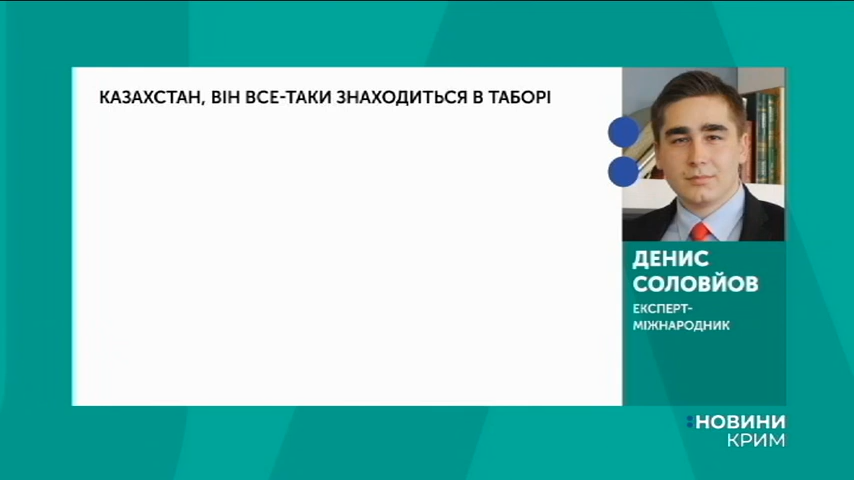 КАЗАХСТАН, ВІН ВСЕ-ТАКИ ЗНАХОДИТЬСЯ В ТАБОРІ
ДЕНИС
СОЛОВЙОВ
ЕКСПЕРТ-
МІЖНАРОДНИК
:НОВИНИ
КРИМ